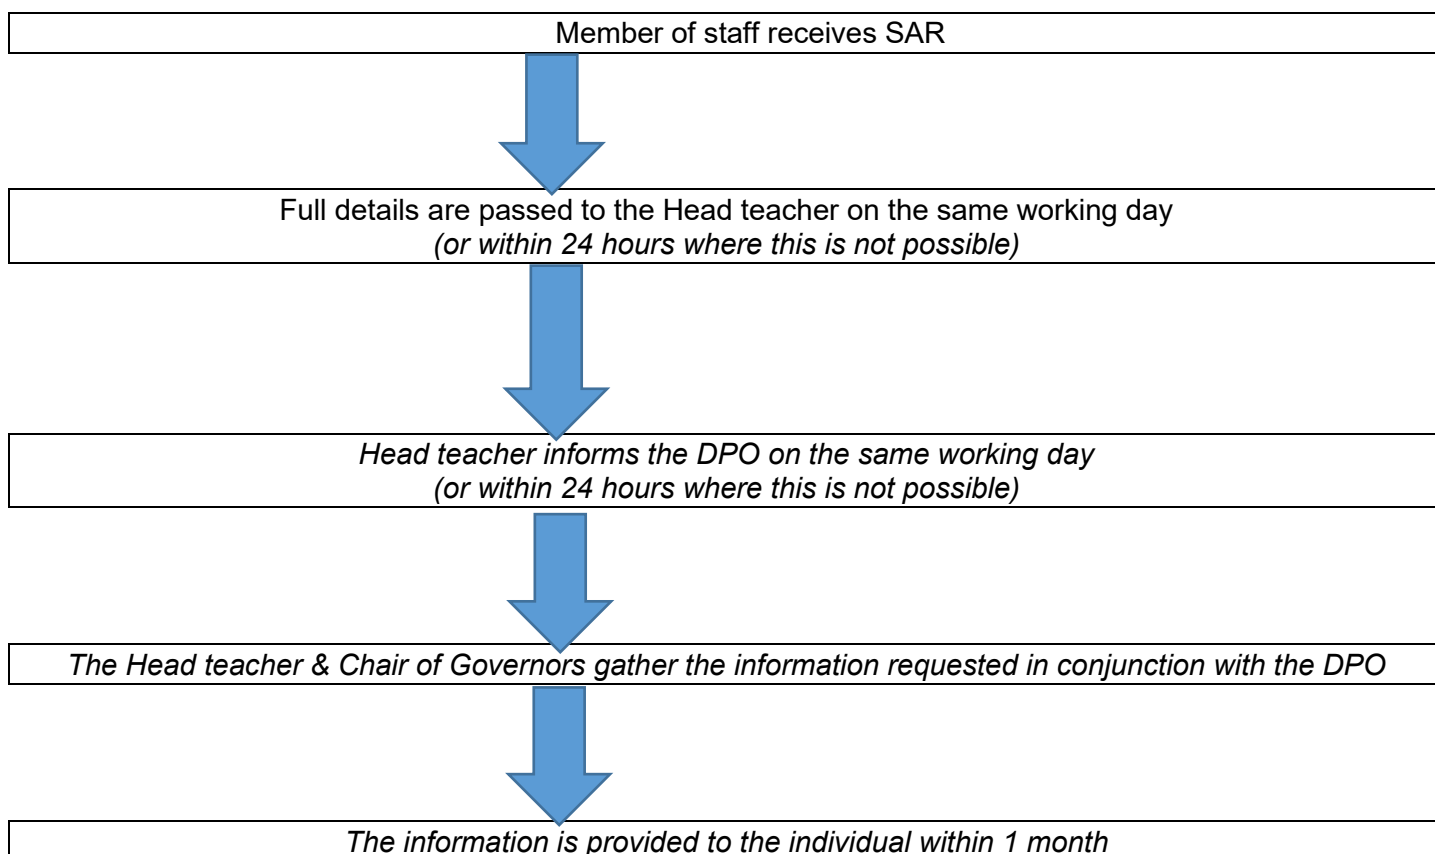 Member of staff receives SAR
Full details are passed to the Head teacher on the same working day
(or within 24 hours where this is not possible)
Head teacher informs the DPO on the same working day
(or within 24 hours where this is not possible)
The Head teacher & Chair of Governors gather the information requested in conjunction with the DPO
The information is provided to the individual within 1 month